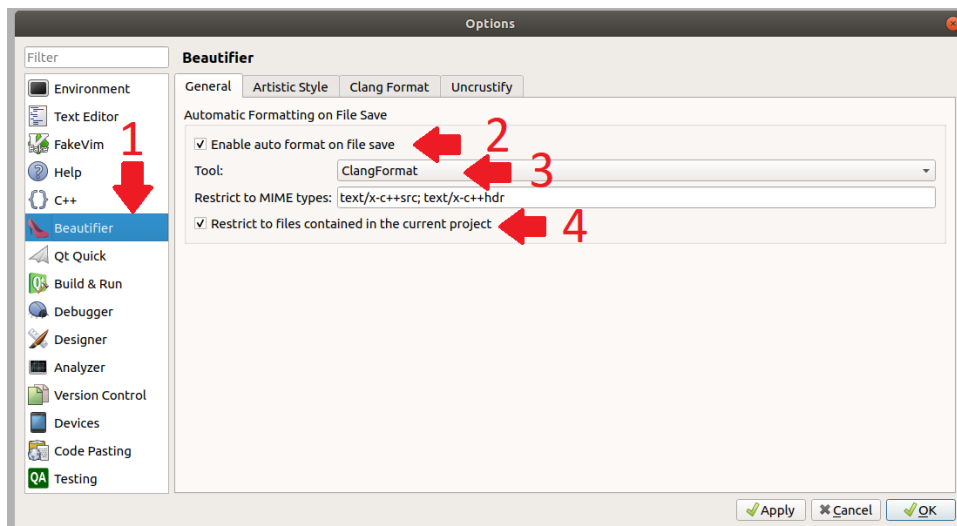 Options
Filter
Beautifier
Environment
Text Editor
FakeVim
Help
C++
Beautifier
Qt Quick
Build & Run
Debugger
Designer
Analyzer
Version Control
Devices
Code Pasting
QA Testing
General Artistic Style Clang Format Uncrustify
Automatic Formatting on File Save
Enable auto format on file save
Tool: ClangFormat
Restrict to MIME types: text/x-c++src; text/x-c++hdr
Restrict to files contained in the current project
1
2
3
4
Apply Cancel OK